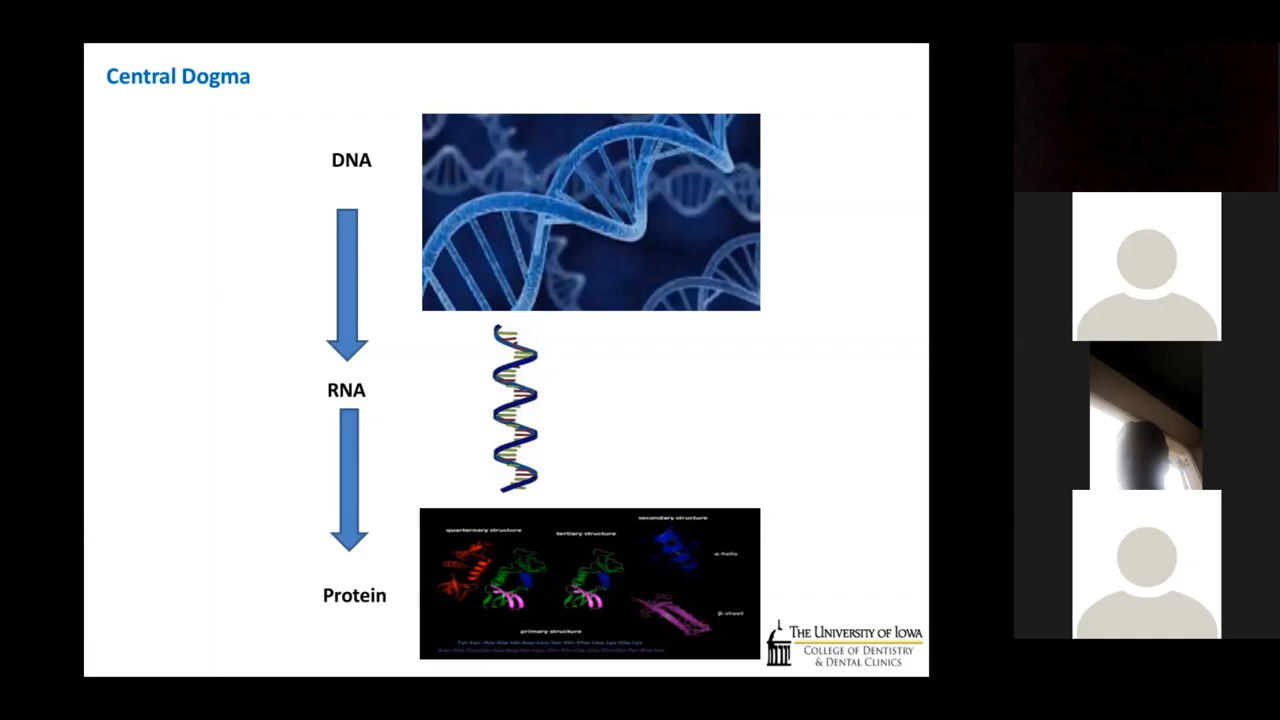 Central Dogma
DNA
RNA
Protein
quarternary structure
tertiary structure
secondary structure
α-helix
β-sheet
primary structure
THE UNIVERSITY OF IOWA
COLLEGE OF DENTISTRY
& DENTAL CLINICS